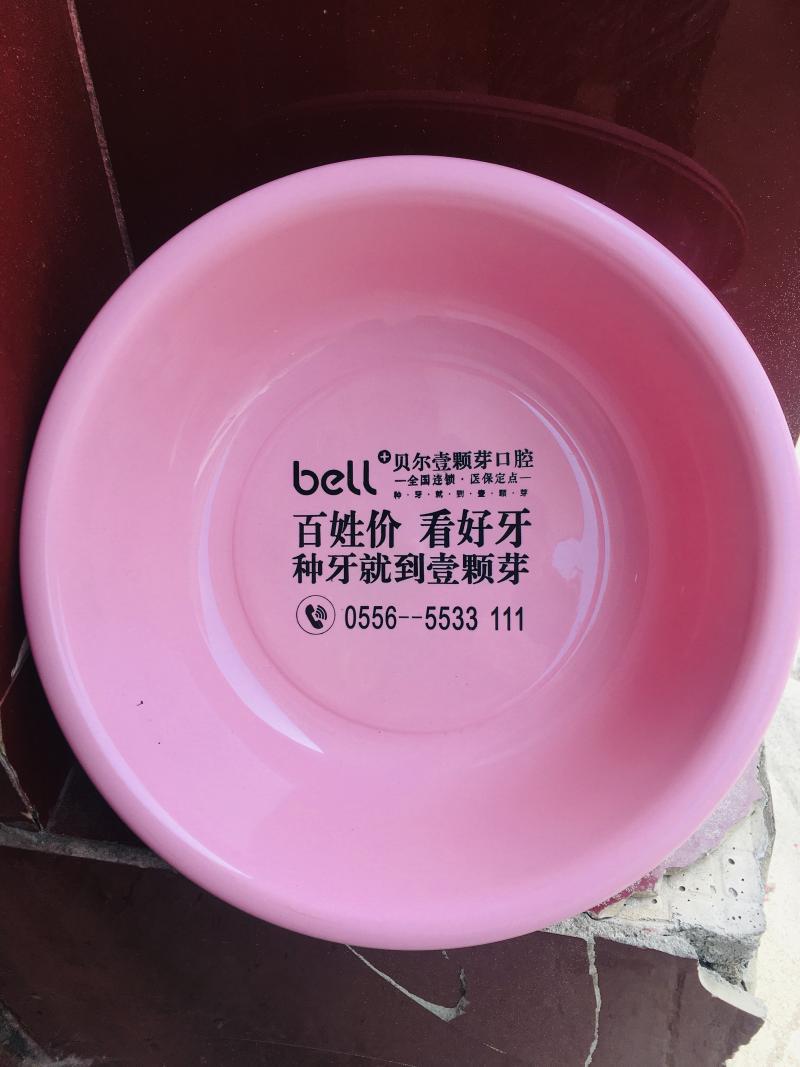 bell+ 贝尔壹颗芽口腔
—全国连锁·医保定点—
种·牙·就·到·壹·颗·芽
百姓价 看好牙
种牙就到壹颗芽
0556--5533 111